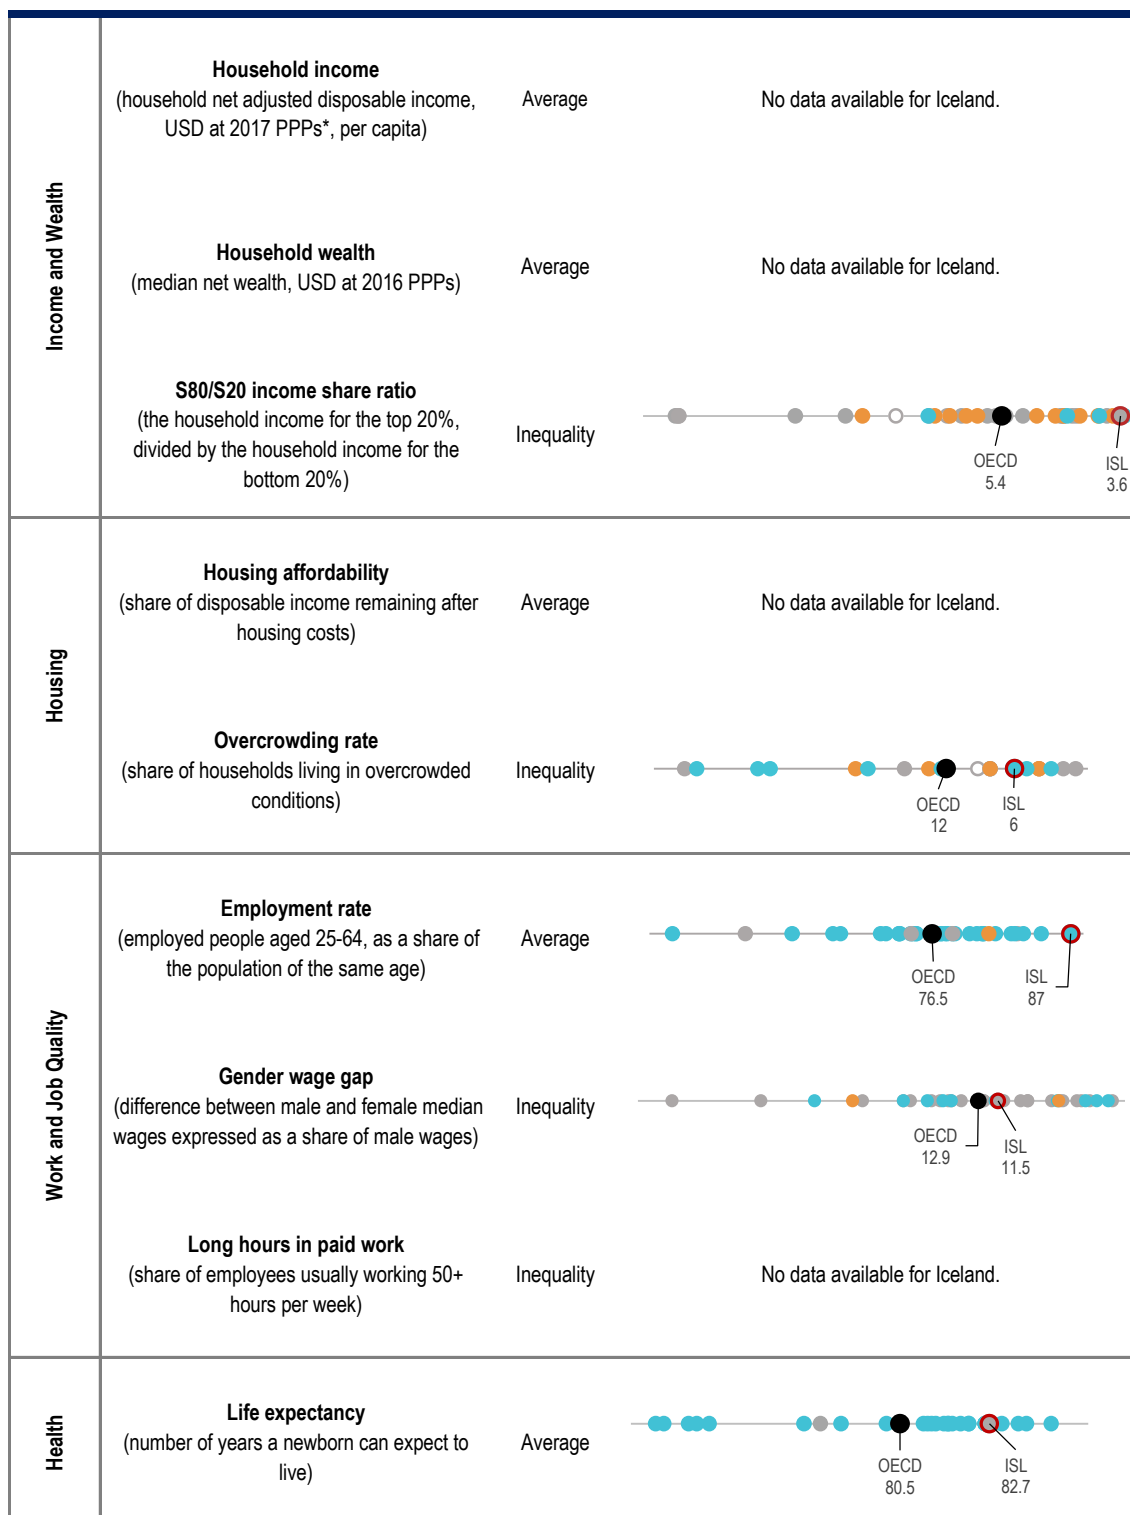 Income and Wealth
Household income
(household net adjusted disposable income,
USD at 2017 PPPs*, per capita)
Average
No data available for Iceland.
Household wealth
(median net wealth, USD at 2016 PPPs)
Average
No data available for Iceland.
S80/S20 income share ratio
(the household income for the top 20%,
divided by the household income for the
bottom 20%)
Inequality
OECD
5.4
ISL
3.6
Housing
Housing affordability
(share of disposable income remaining after
housing costs)
Average
No data available for Iceland.
Overcrowding rate
(share of households living in overcrowded
conditions)
Inequality
OECD
12
ISL
6
Work and Job Quality
Employment rate
(employed people aged 25-64, as a share of
the population of the same age)
Average
OECD
76.5
ISL
87
Gender wage gap
(difference between male and female median
wages expressed as a share of male wages)
Inequality
OECD
12.9
ISL
11.5
Long hours in paid work
(share of employees usually working 50+
hours per week)
Inequality
No data available for Iceland.
Health
Life expectancy
(number of years a newborn can expect to
live)
Average
OECD
80.5
ISL
82.7